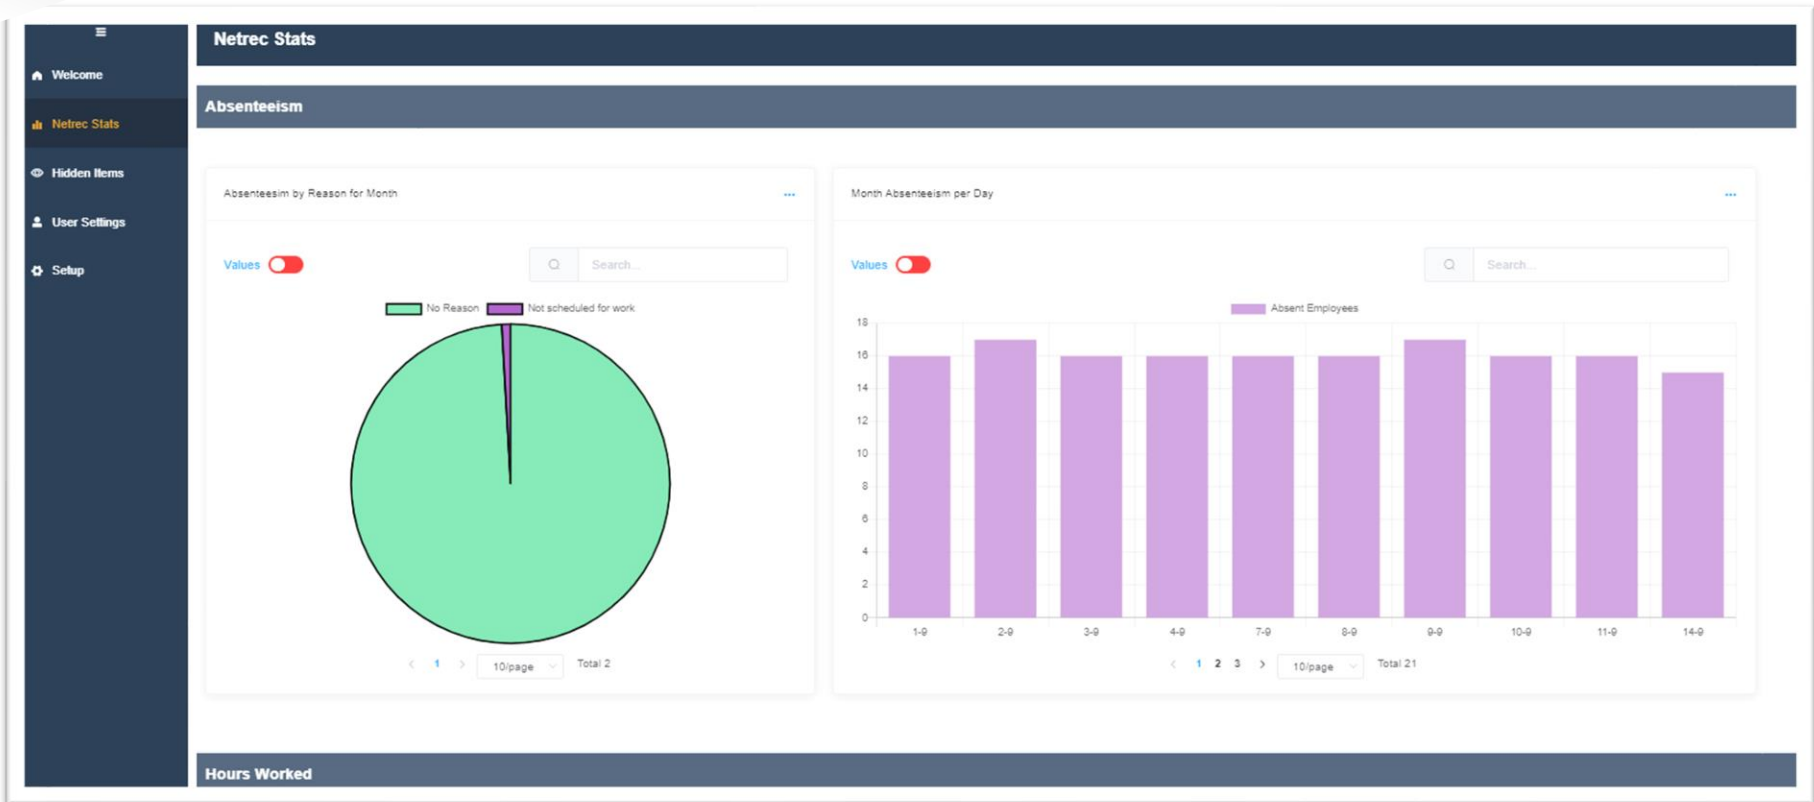 Netrec Stats
Welcome
Netrec Stats
Hidden Items
User Settings
Setup
Absenteeism
Absenteesim by Reason for Month
Values
Search...
No Reason
Not scheduled for work
1
10/page
Total 2
Month Absenteeism per Day
Values
Search...
Absent Employees
18
16
14
12
10
8
6
4
2
0
1-9 2-9 3-9 4-9 7-9 8-9 9-9 10-9 11-9 14-9
1 2 3
10/page
Total 21
Hours Worked